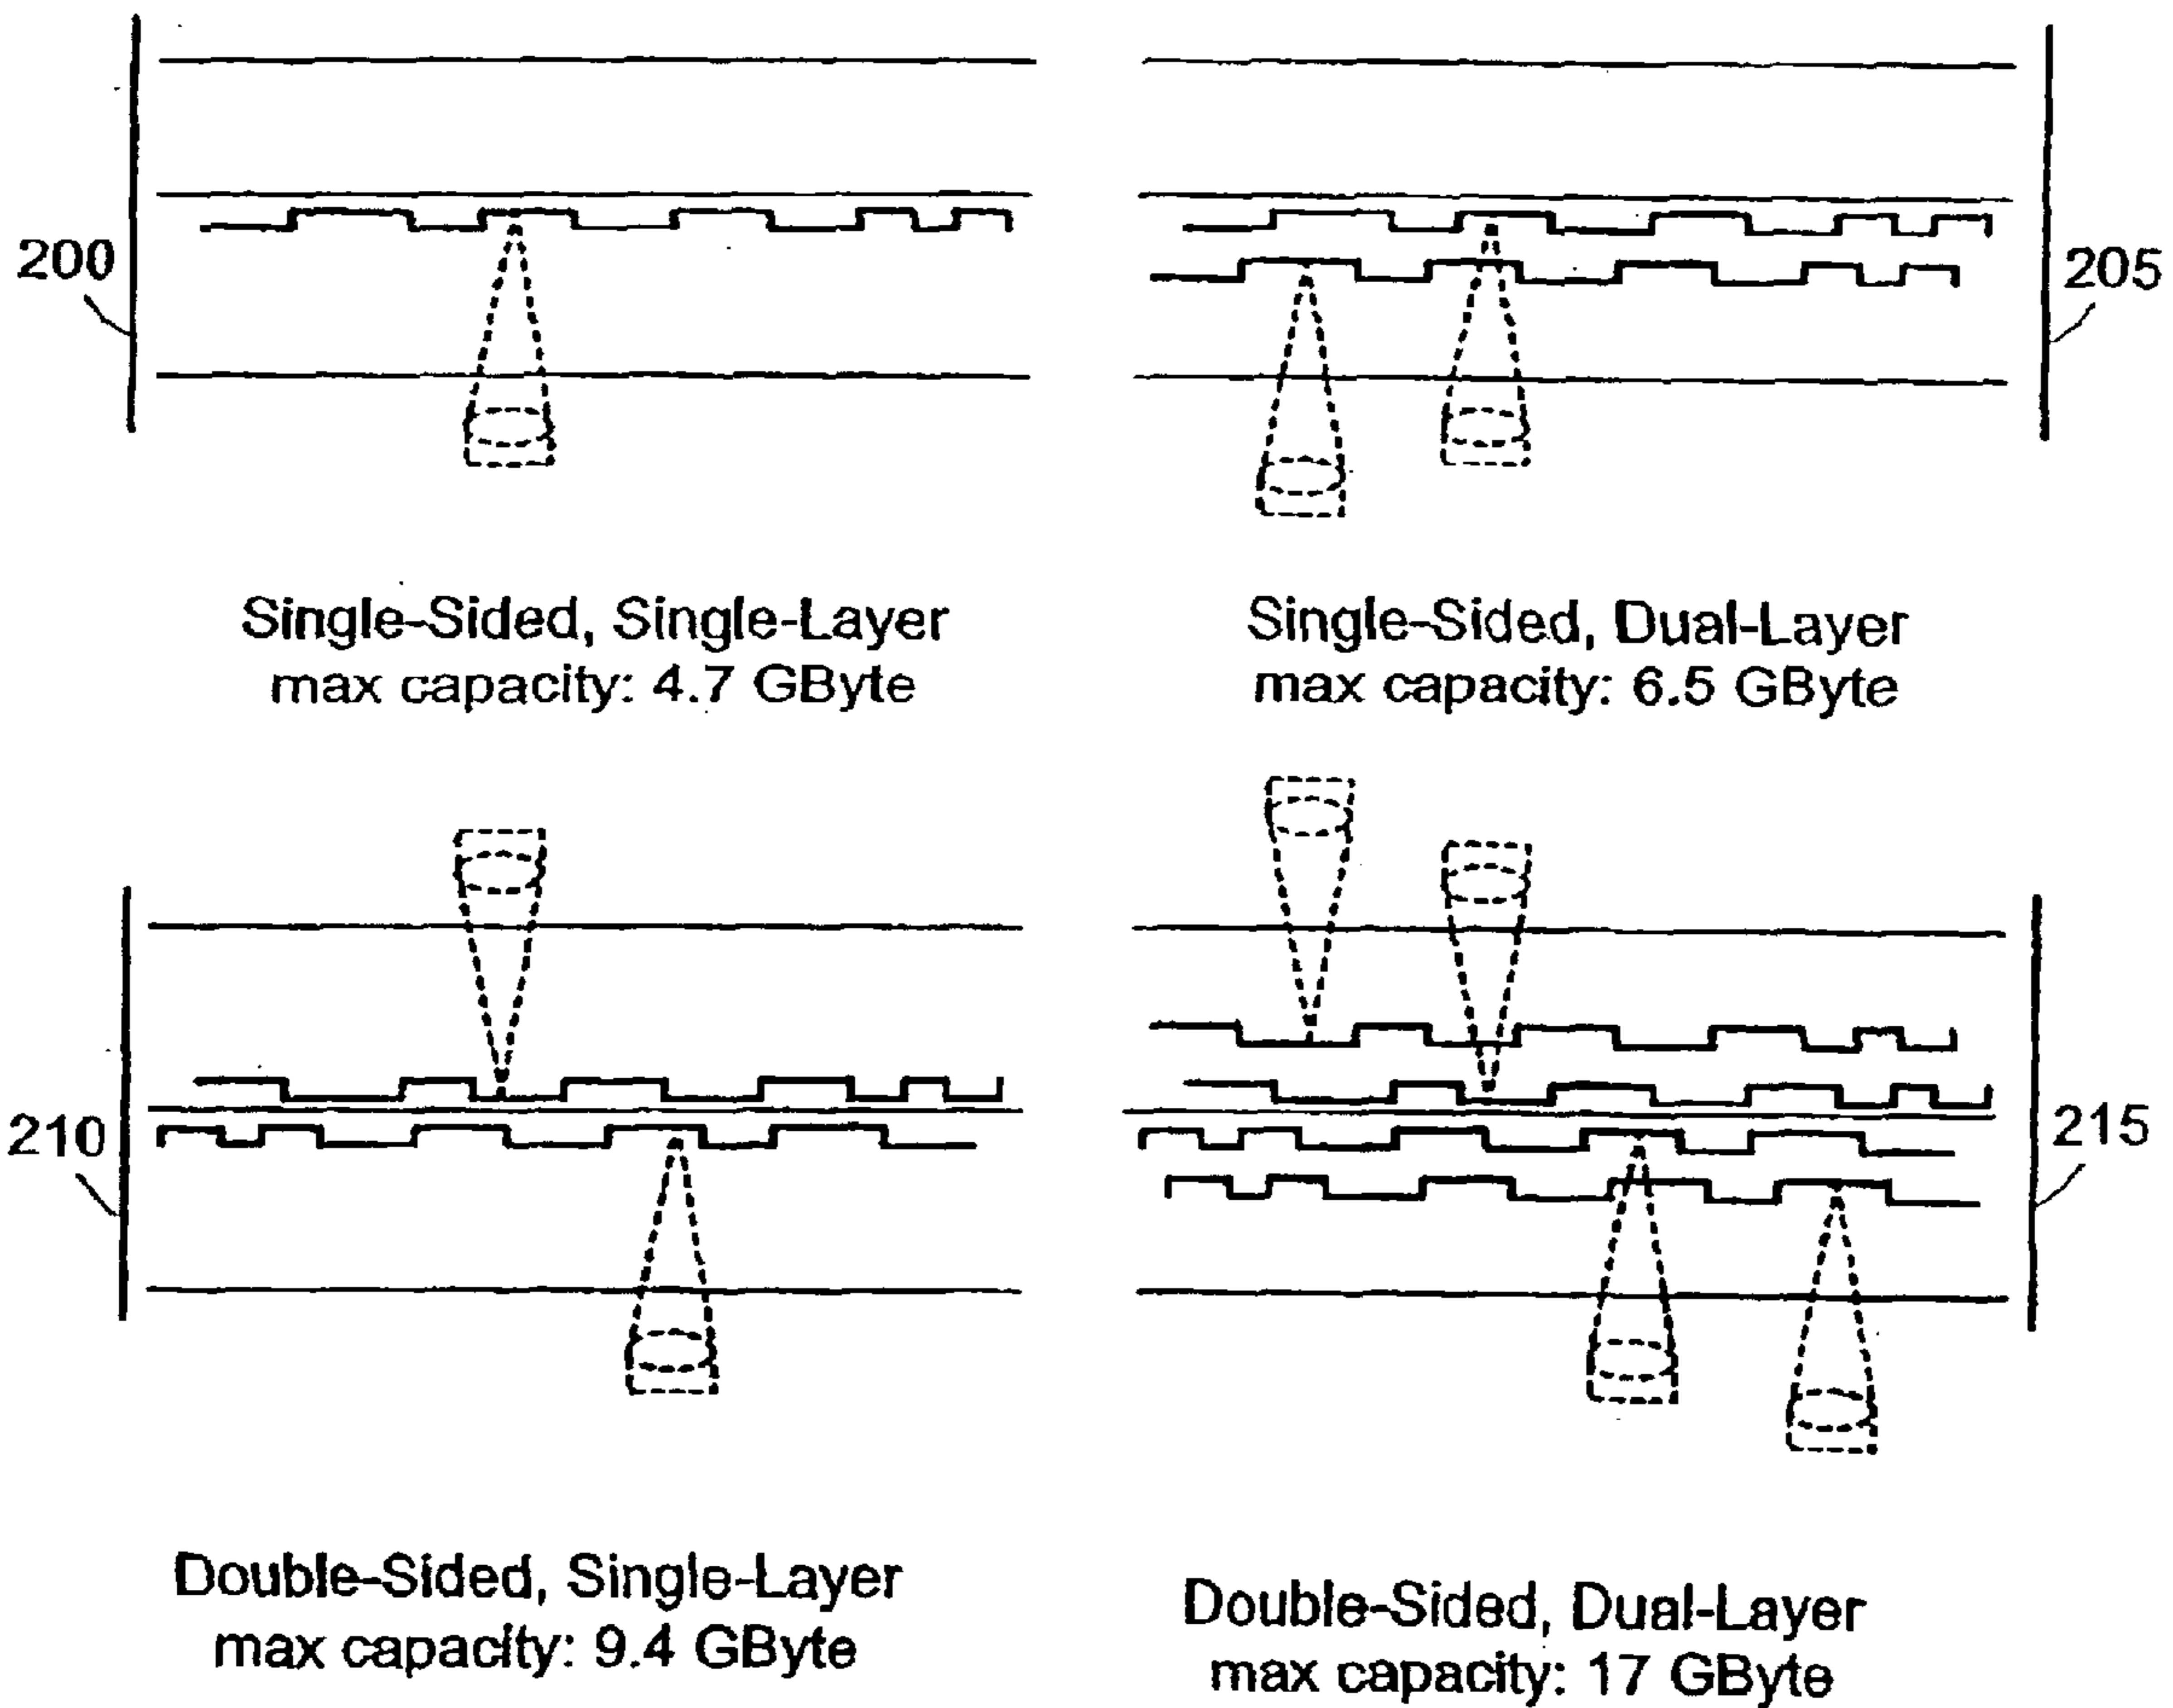 200
205
Single-Sided, Single-Layer
max capacity: 4.7 GByte
Single-Sided, Dual-Layer
max capacity: 6.5 GByte
210
215
Double-Sided, Single-Layer
max capacity: 9.4 GByte
Double-Sided, Dual-Layer
max capacity: 17 GByte